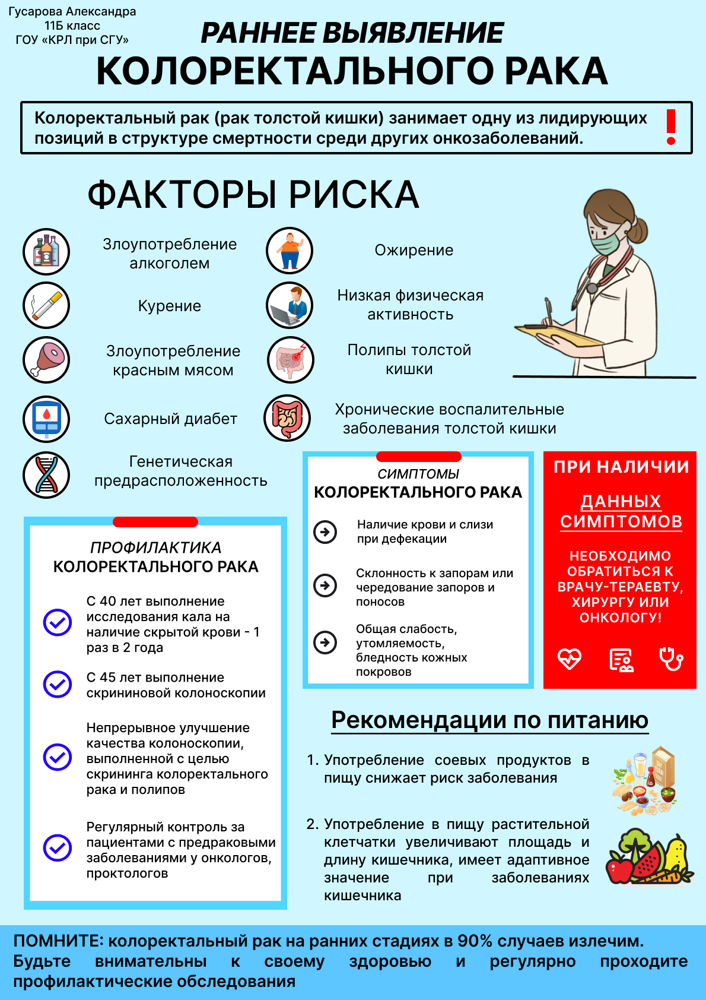 Гусарова Александра
11Б класс
ГОУ «КРЛ при СГУ»
РАННЕЕ ВЫЯВЛЕНИЕ
КОЛОРЕКТАЛЬНОГО РАКА
Колоректальный рак (рак толстой кишки) занимает одну из лидирующих
позиций в структуре смертности среди других онкозаболеваний.
ФАКТОРЫ РИСКА
Злоупотребление
алкоголем
Ожирение
Курение
Низкая физическая
активность
Злоупотребление
красным мясом
Полипы толстой
кишки
Сахарный диабет
Хронические воспалительные
заболевания толстой кишки
Генетическая
предрасположенность
ПРОФИЛАКТИКА
КОЛОРЕКТАЛЬНОГО РАКА
С 40 лет выполнение
исследования кала на
наличие скрытой крови - 1
раз в 2 года
С 45 лет выполнение
скрининовой колоноскопии
Непрерывное улучшение
качества колоноскопии,
выполненной с целью
скрининга колоректального
рака и полипов
Регулярный контроль за
пациентами с предраковыми
заболеваниями у онкологов,
проктологов
СИМПТОМЫ
КОЛОРЕКТАЛЬНОГО РАКА
Наличие крови и слизи
при дефекации
Склонность к запорам или
чередование запоров и
поносов
Общая слабость,
утомляемость,
бледность кожных
покровов
ПРИ НАЛИЧИИ
ДАННЫХ
СИМПТОМОВ
НЕОБХОДИМО
ОБРАТИТЬСЯ К
ВРАЧУ-ТЕРАЕВТУ,
ХИРУРГУ ИЛИ
ОНКОЛОГУ!
Рекомендации по питанию
1. Употребление соевых продуктов в
пищу снижает риск заболевания
2. Употребление в пищу растительной
клетчатки увеличивают площадь и
длину кишечника, имеет адаптивное
значение при заболеваниях
кишечника
ПОМНИТЕ: колоректальный рак на ранних стадиях в 90% случаев излечим.
Будьте внимательны к своему здоровью и регулярно проходите
профилактические обследования